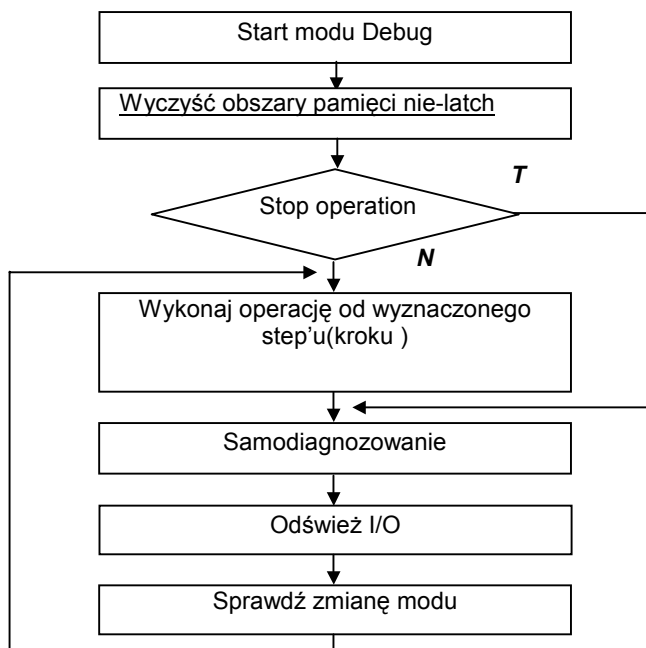 Start modu Debug
Wyczyść obszary pamięci nie-latch
T
Stop operation
N
Wykonaj operację od wyznaczonego
step'u(kroku )
Samodiagnozowanie
Odśwież I/O
Sprawdź zmianę modu